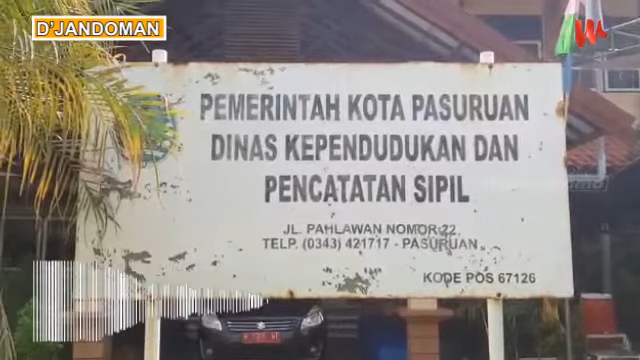 D'JANDOMAN
PEMERINTAH KOTA PASURUAN
DINAS KEPENDUDUKAN DAN
PENCATATAN SIPIL
JL. PAHLAWAN NOMOR 22
TELP. (0343) 421717 - PASURUAN
KODE POS 67126